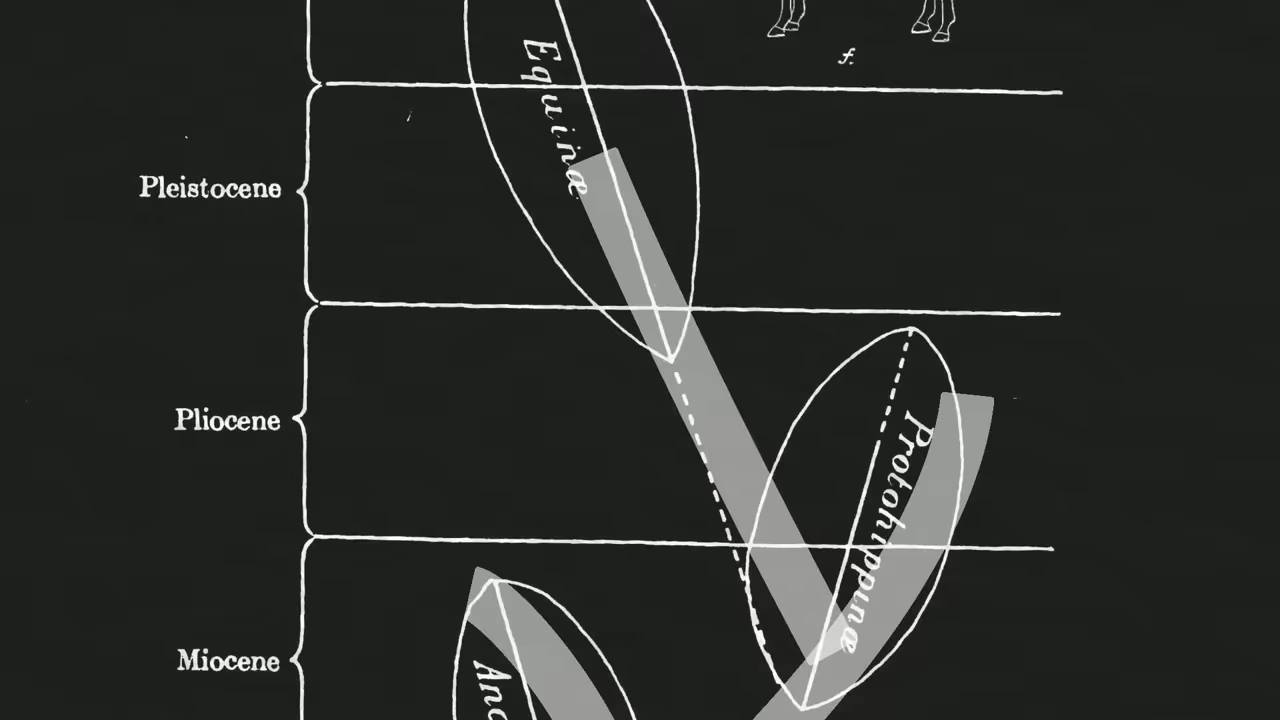 f.
Equinæ
Pleistocene
Pliocene
Protohippinæ
Miocene